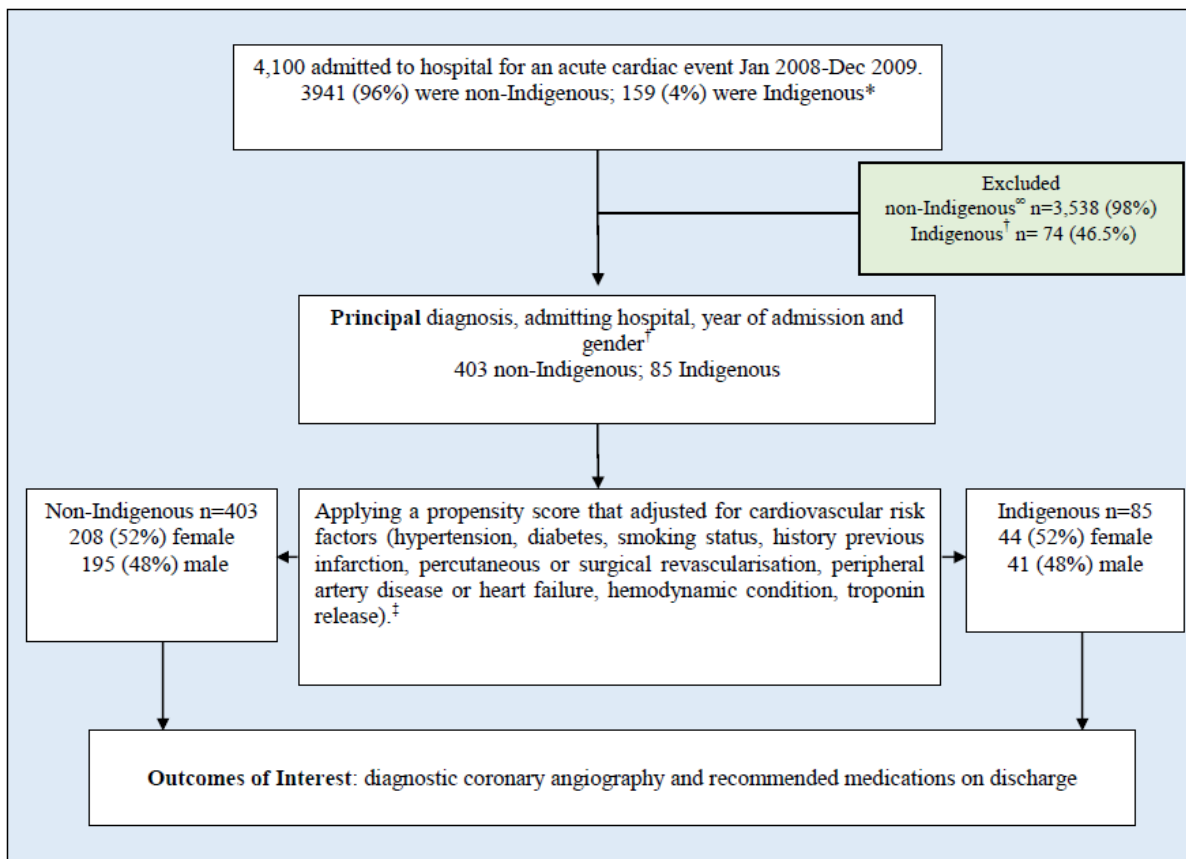 4,100 admitted to hospital for an acute cardiac event Jan 2008-Dec 2009.
3941 (96%) were non-Indigenous; 159 (4%) were Indigenous*
Excluded
non-Indigenous∞ n=3,538 (98%)
Indigenous† n= 74 (46.5%)
Principal diagnosis, admitting hospital, year of admission and
gender†
403 non-Indigenous; 85 Indigenous
Non-Indigenous n=403
208 (52%) female
195 (48%) male
Applying a propensity score that adjusted for cardiovascular risk
factors (hypertension, diabetes, smoking status, history previous
infarction, percutaneous or surgical revascularisation, peripheral
artery disease or heart failure, hemodynamic condition, troponin
release).‡
Indigenous n=85
44 (52%) female
41 (48%) male
Outcomes of Interest: diagnostic coronary angiography and recommended medications on discharge